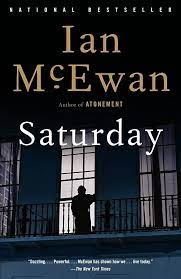 NATIONAL BESTSELLER
Ian
McEwan
Author of ATONEMENT
Saturday
"Dazzling. . . . Powerful. . . . McEwan has shown how we . . . live today."
—The New York Times